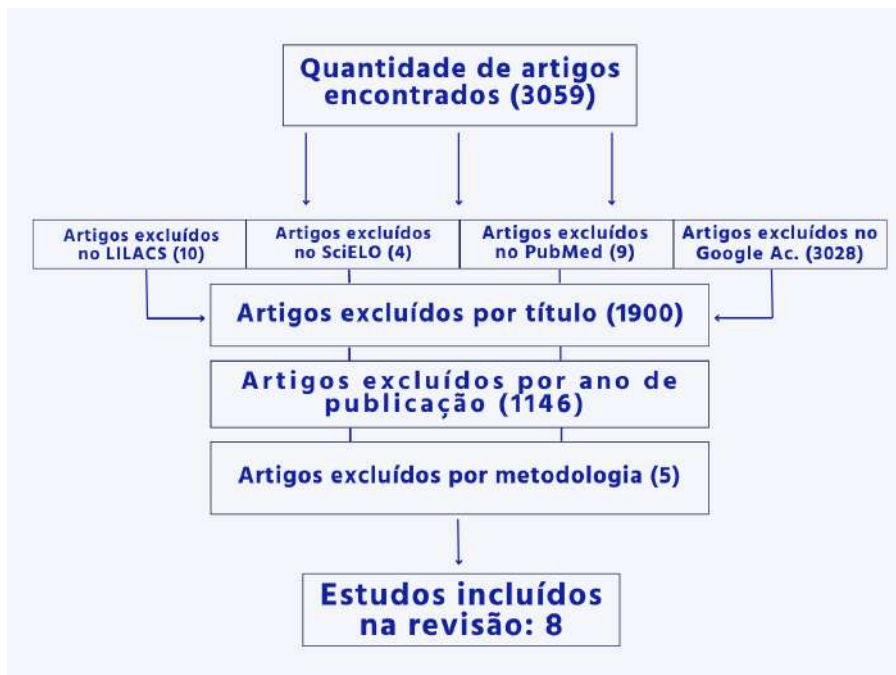 Quantidade de artigos
encontrados (3059)
Artigos excluídos
no LILACS (10)
Artigos excluídos
no SciELO (4)
Artigos excluídos
no PubMed (9)
Artigos excluídos no
Google Ac. (3028)
Artigos excluídos por título (1900)
Artigos excluídos por ano de
publicação (1146)
Artigos excluídos por metodologia (5)
Estudos incluídos
na revisão: 8